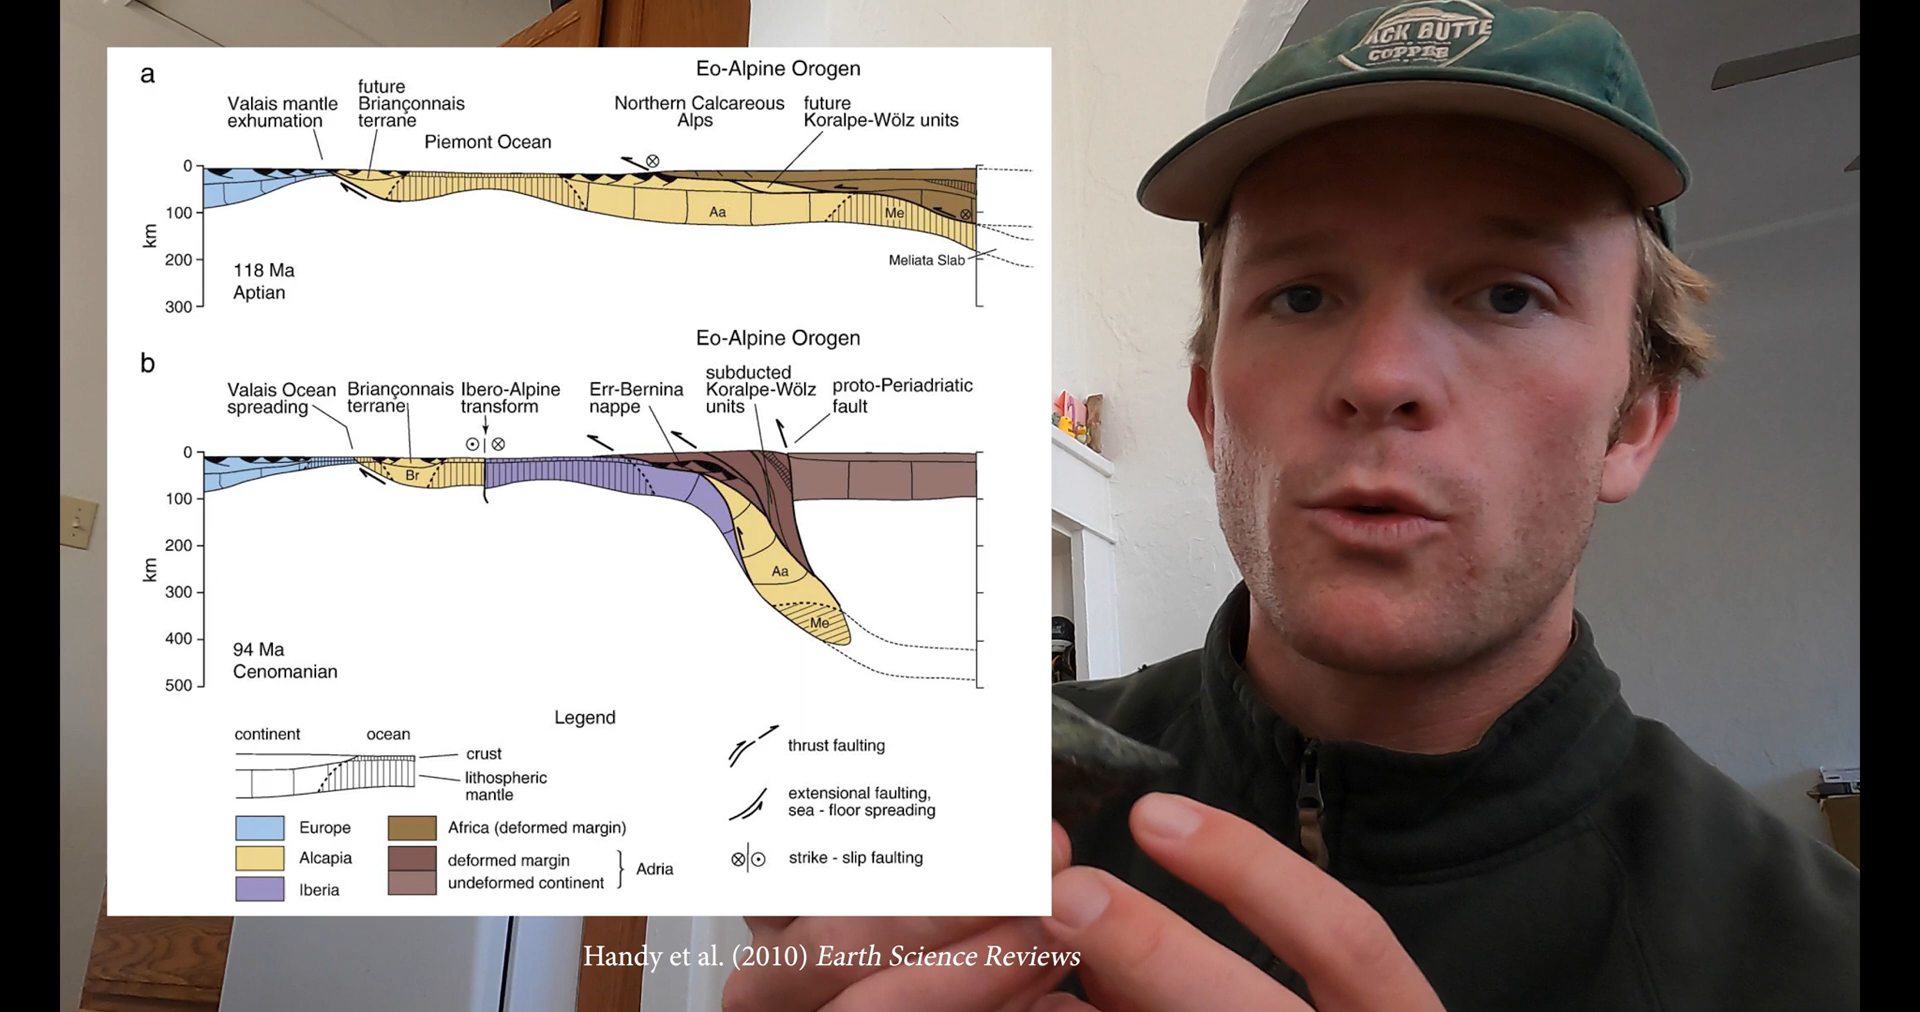 a
Eo-Alpine Orogen
future
Valais mantle
Briançonnais
exhumation
terrane
Piemont Ocean
Northern Calcareous
Alps
future
Koralpe-Wölz units
0
100
200
300
km
Aa
Me
Meliata Slab
118 Ma
Aptian
b
Eo-Alpine Orogen
Valais Ocean
spreading
Briançonnais
terrane
Ibero-Alpine
transform
Err-Bernina
nappe
subducted
Koralpe-Wölz
units
proto-Periadriatic
fault
0
100
200
300
400
500
km
Br
Aa
Me
94 Ma
Cenomanian
Legend
continent
ocean
crust
lithospheric
mantle
Europe
Alcapia
Iberia
Africa (deformed margin)
deformed margin
undeformed continent
Adria
thrust faulting
extensional faulting,
sea - floor spreading
strike - slip faulting
Handy et al. (2010) Earth Science Reviews
ACK BUTTE
COPPER